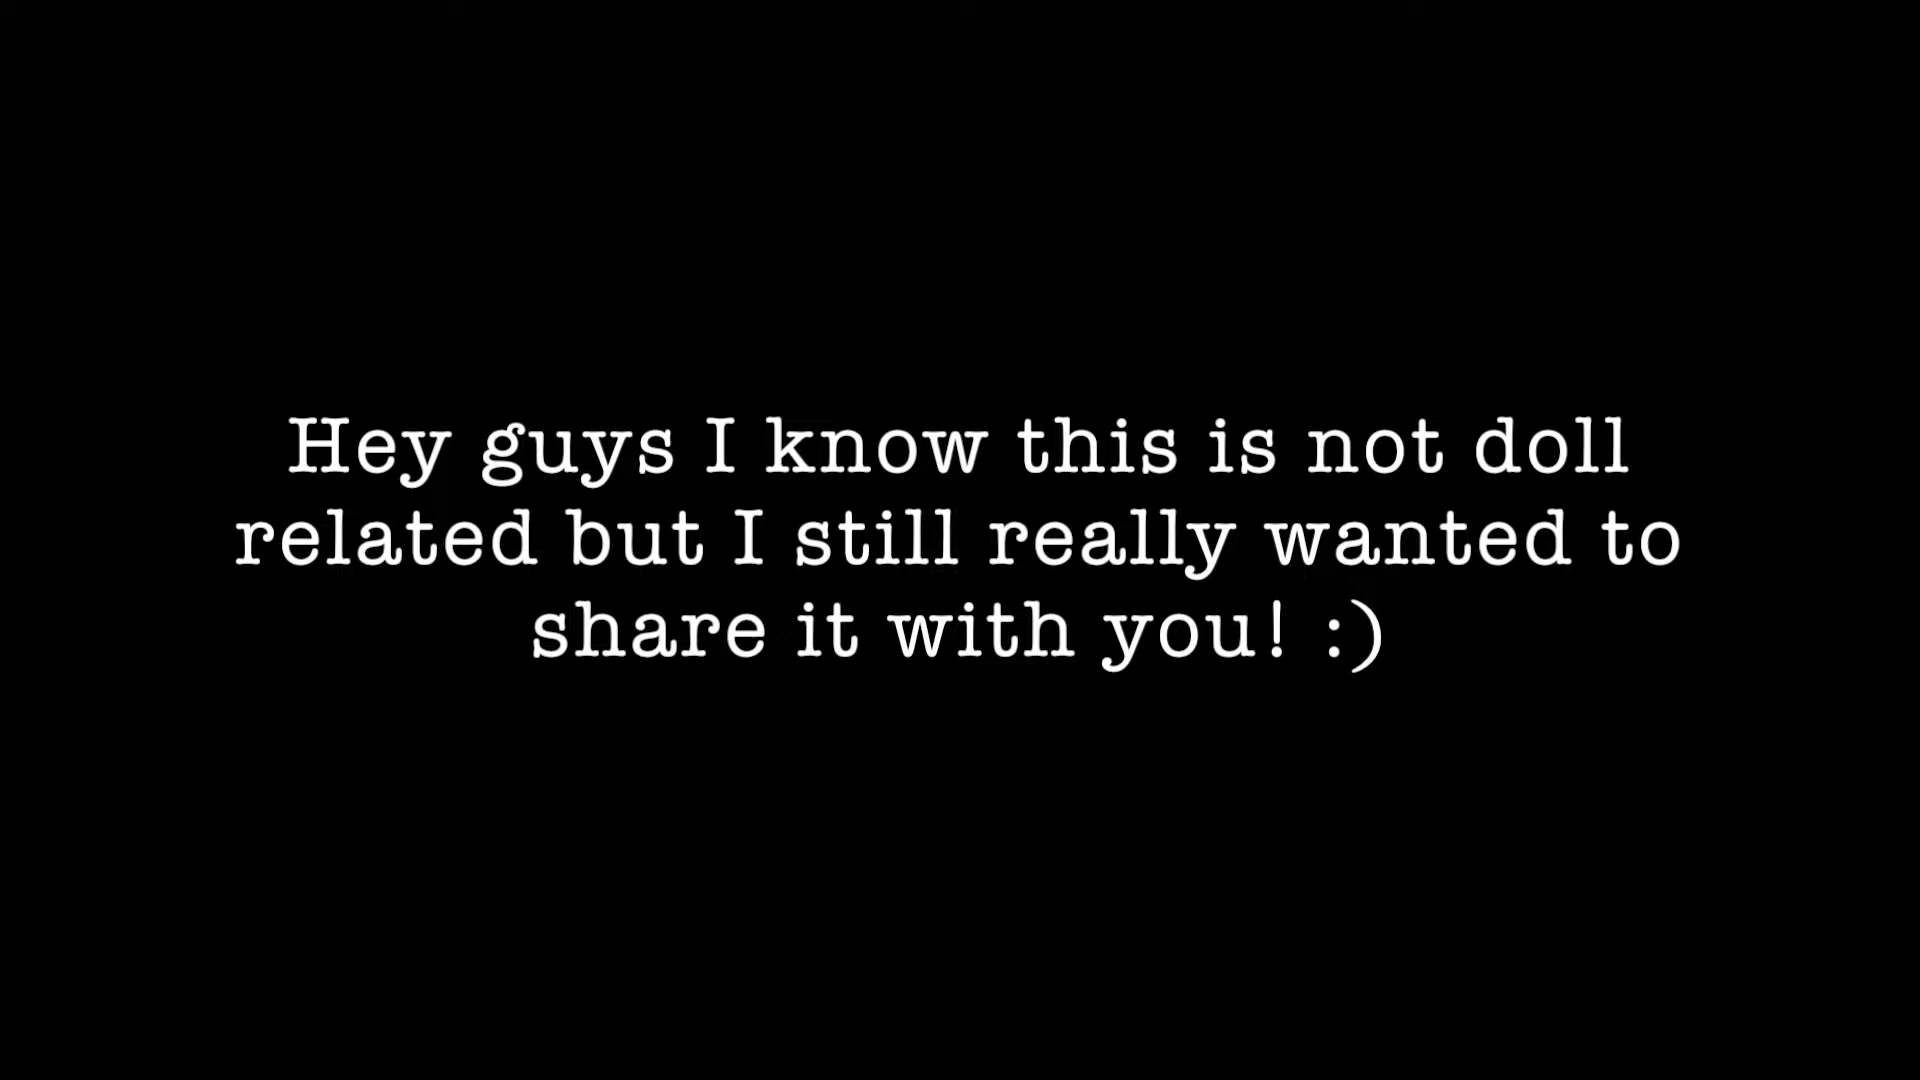 Hey guys I know this is not doll
related but I still really wanted to
share it with you! :)